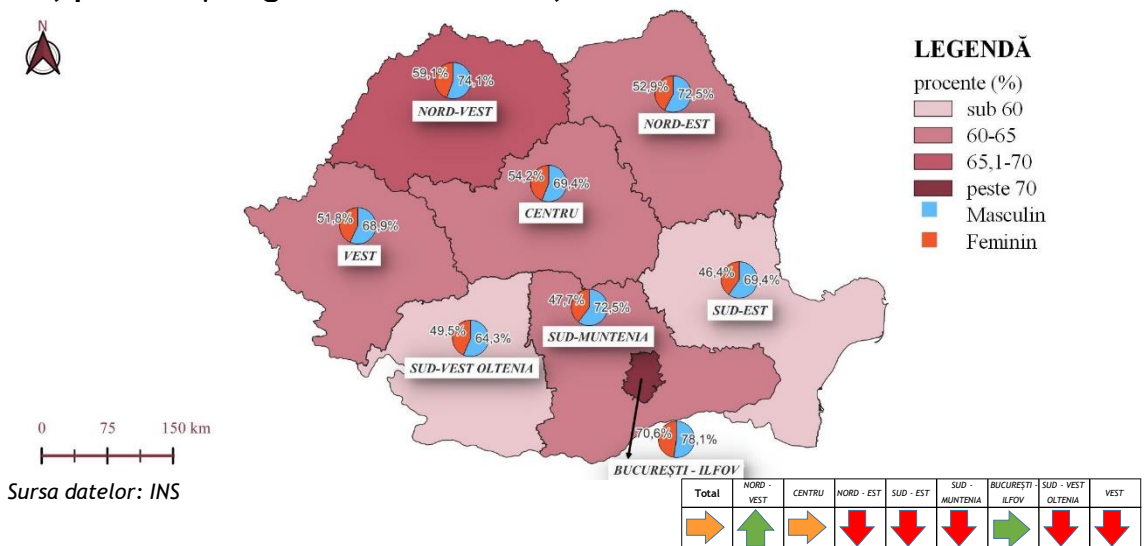 N
LEGENDĂ
procente (%)
sub 60
60-65
65,1-70
peste 70
Masculin
Feminin
59,1% 74,1%
NORD-VEST
52,9% 72,5%
NORD-EST
54,2% 69,4%
CENTRU
51,8% 68,9%
VEST
46,4% 69,4%
SUD-EST
47,7% 72,5%
SUD-MUNTENIA
49,5% 64,3%
SUD-VEST OLTENIA
70,6% 78,1%
BUCUREȘTI - ILFOV
0 75 150 km
Sursa datelor: INS
Total
NORD -
VEST
CENTRU
NORD - EST
SUD - EST
SUD -
MUNTENIA
BUCUREȘTI -
ILFOV
SUD - VEST
OLTENIA
VEST